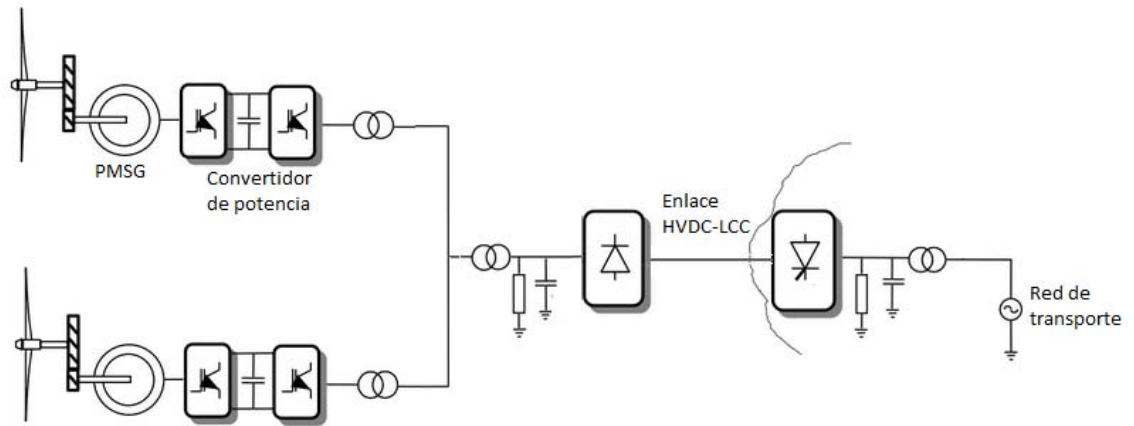 PMSG
Convertidor
de potencia
Enlace
HVDC-LCC
Red de
transporte